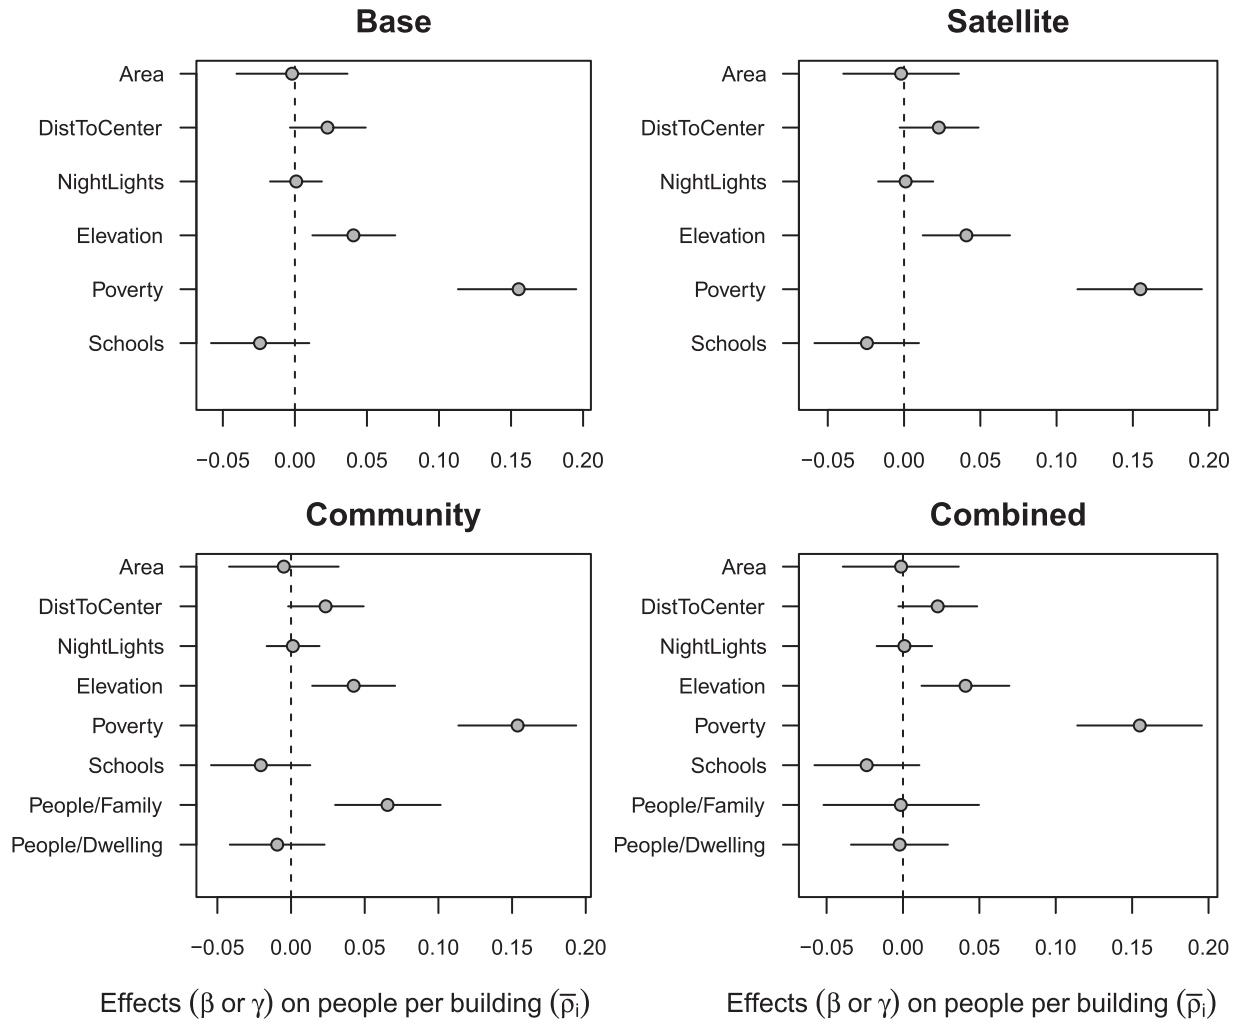 Base
Area
DistToCenter
NightLights
Elevation
Poverty
Schools
−0.05 0.00 0.05 0.10 0.15 0.20
Satellite
Area
DistToCenter
NightLights
Elevation
Poverty
Schools
−0.05 0.00 0.05 0.10 0.15 0.20
Community
Area
DistToCenter
NightLights
Elevation
Poverty
Schools
People/Family
People/Dwelling
−0.05 0.00 0.05 0.10 0.15 0.20
Effects (β or γ) on people per building (ρ̅ᵢ)
Combined
Area
DistToCenter
NightLights
Elevation
Poverty
Schools
People/Family
People/Dwelling
−0.05 0.00 0.05 0.10 0.15 0.20
Effects (β or γ) on people per building (ρ̅ᵢ)